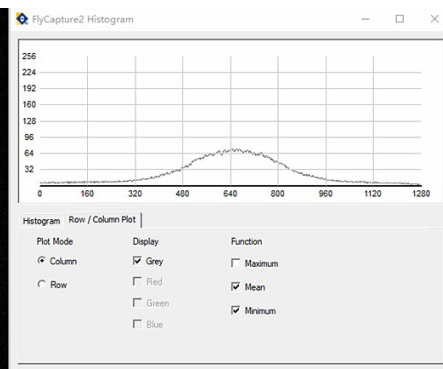 FlyCapture2 Histogram
256
224
192
160
128
96
64
32
0 160 320 480 640 800 960 1120 1280
Histogram Row / Column Plot
Plot Mode Display Function
Column Grey Maximum
Row Red Mean
Green Minimum
Blue